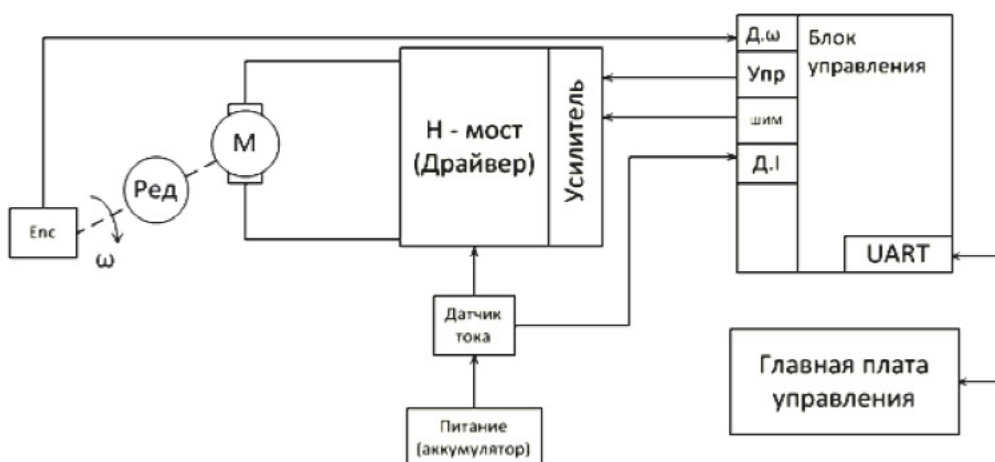 Д.ω
Блок
управления
Упр
шим
Д.I
UART
Н - мост
(Драйвер)
Усилитель
М
Ред
Enc
ω
Датчик
тока
Главная плата
управления
Питание
(аккумулятор)